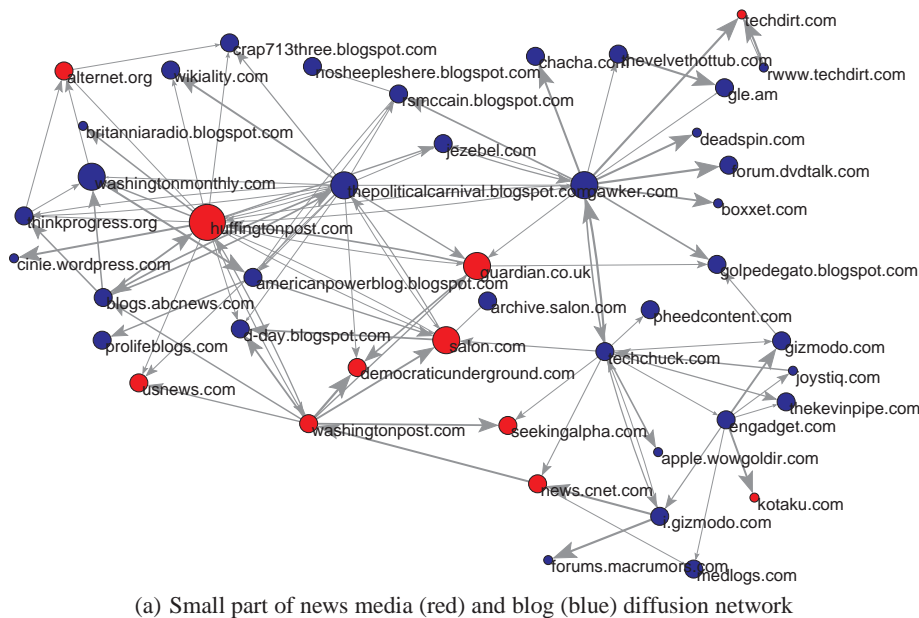 techdirt.com
crap713three.blogspot.com
chacha.com
thevelvethottub.com
alternet.org
wikiality.com
nosheepleshere.blogspot.com
rwww.techdirt.com
rsmccain.blogspot.com
gle.am
britanniaradio.blogspot.com
deadspin.com
jezebel.com
forum.dvdtalk.com
washingtonmonthly.com
thepoliticalcarnival.blogspot.com
gawker.com
boxxet.com
thinkprogress.org
huffingtonpost.com
cinie.wordpress.com
guardian.co.uk
golpedegato.blogspot.com
americanpowerblog.blogspot.com
blogs.abcnews.com
archive.salon.com
pheedcontent.com
d-day.blogspot.com
prolifeblogs.com
salon.com
gizmodo.com
techchuck.com
democraticunderground.com
joystiq.com
usnews.com
thekevinpipe.com
washingtonpost.com
seekingalpha.com
engadget.com
apple.wowgoldir.com
news.cnet.com
kotaku.com
i.gizmodo.com
forums.macrumors.com
medlogs.com
(a) Small part of news media (red) and blog (blue) diffusion network